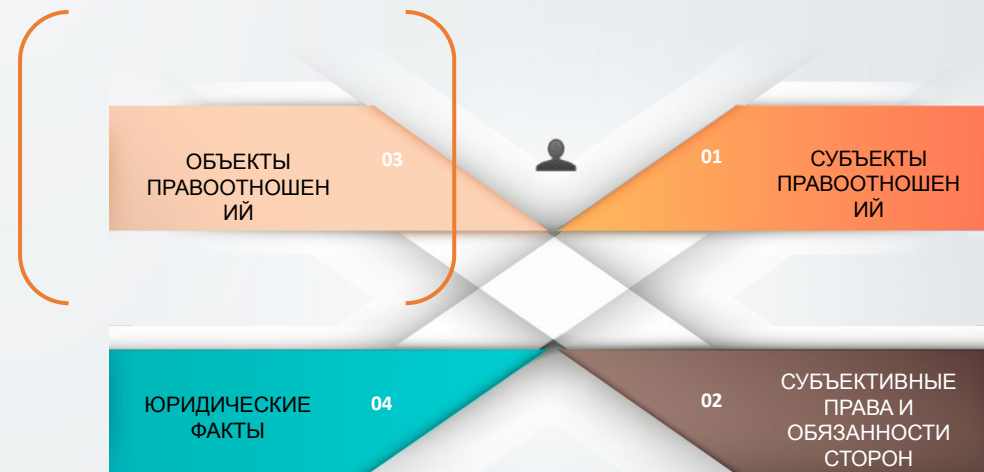 ОБЪЕКТЫ
ПРАВООТНОШЕН
ИЙ
03
01
СУБЪЕКТЫ
ПРАВООТНОШЕН
ИЙ
ЮРИДИЧЕСКИЕ
ФАКТЫ
04
02
СУБЪЕКТИВНЫЕ
ПРАВА И
ОБЯЗАННОСТИ
СТОРОН